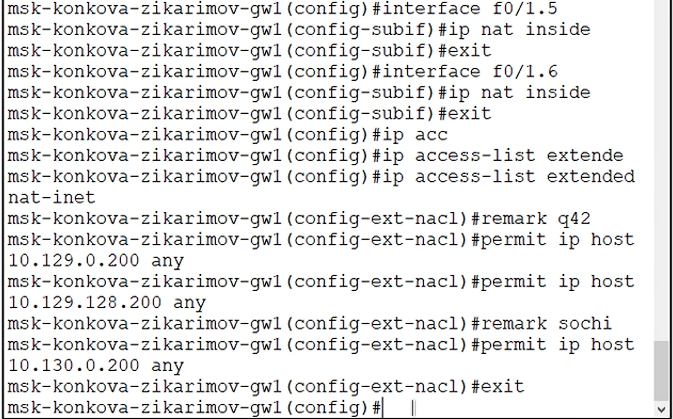 msk-konkova-zikarimov-gw1(config)#interface f0/1.5
msk-konkova-zikarimov-gw1(config-subif)#ip nat inside
msk-konkova-zikarimov-gw1(config-subif)#exit
msk-konkova-zikarimov-gw1(config)#interface f0/1.6
msk-konkova-zikarimov-gw1(config-subif)#ip nat inside
msk-konkova-zikarimov-gw1(config-subif)#exit
msk-konkova-zikarimov-gw1(config)#ip acc
msk-konkova-zikarimov-gw1(config)#ip access-list extende
msk-konkova-zikarimov-gw1(config)#ip access-list extended
nat-inet
msk-konkova-zikarimov-gw1(config-ext-nacl)#remark q42
msk-konkova-zikarimov-gw1(config-ext-nacl)#permit ip host
10.129.0.200 any
msk-konkova-zikarimov-gw1(config-ext-nacl)#permit ip host
10.129.128.200 any
msk-konkova-zikarimov-gw1(config-ext-nacl)#remark sochi
msk-konkova-zikarimov-gw1(config-ext-nacl)#permit ip host
10.130.0.200 any
msk-konkova-zikarimov-gw1(config-ext-nacl)#exit
msk-konkova-zikarimov-gw1(config)#